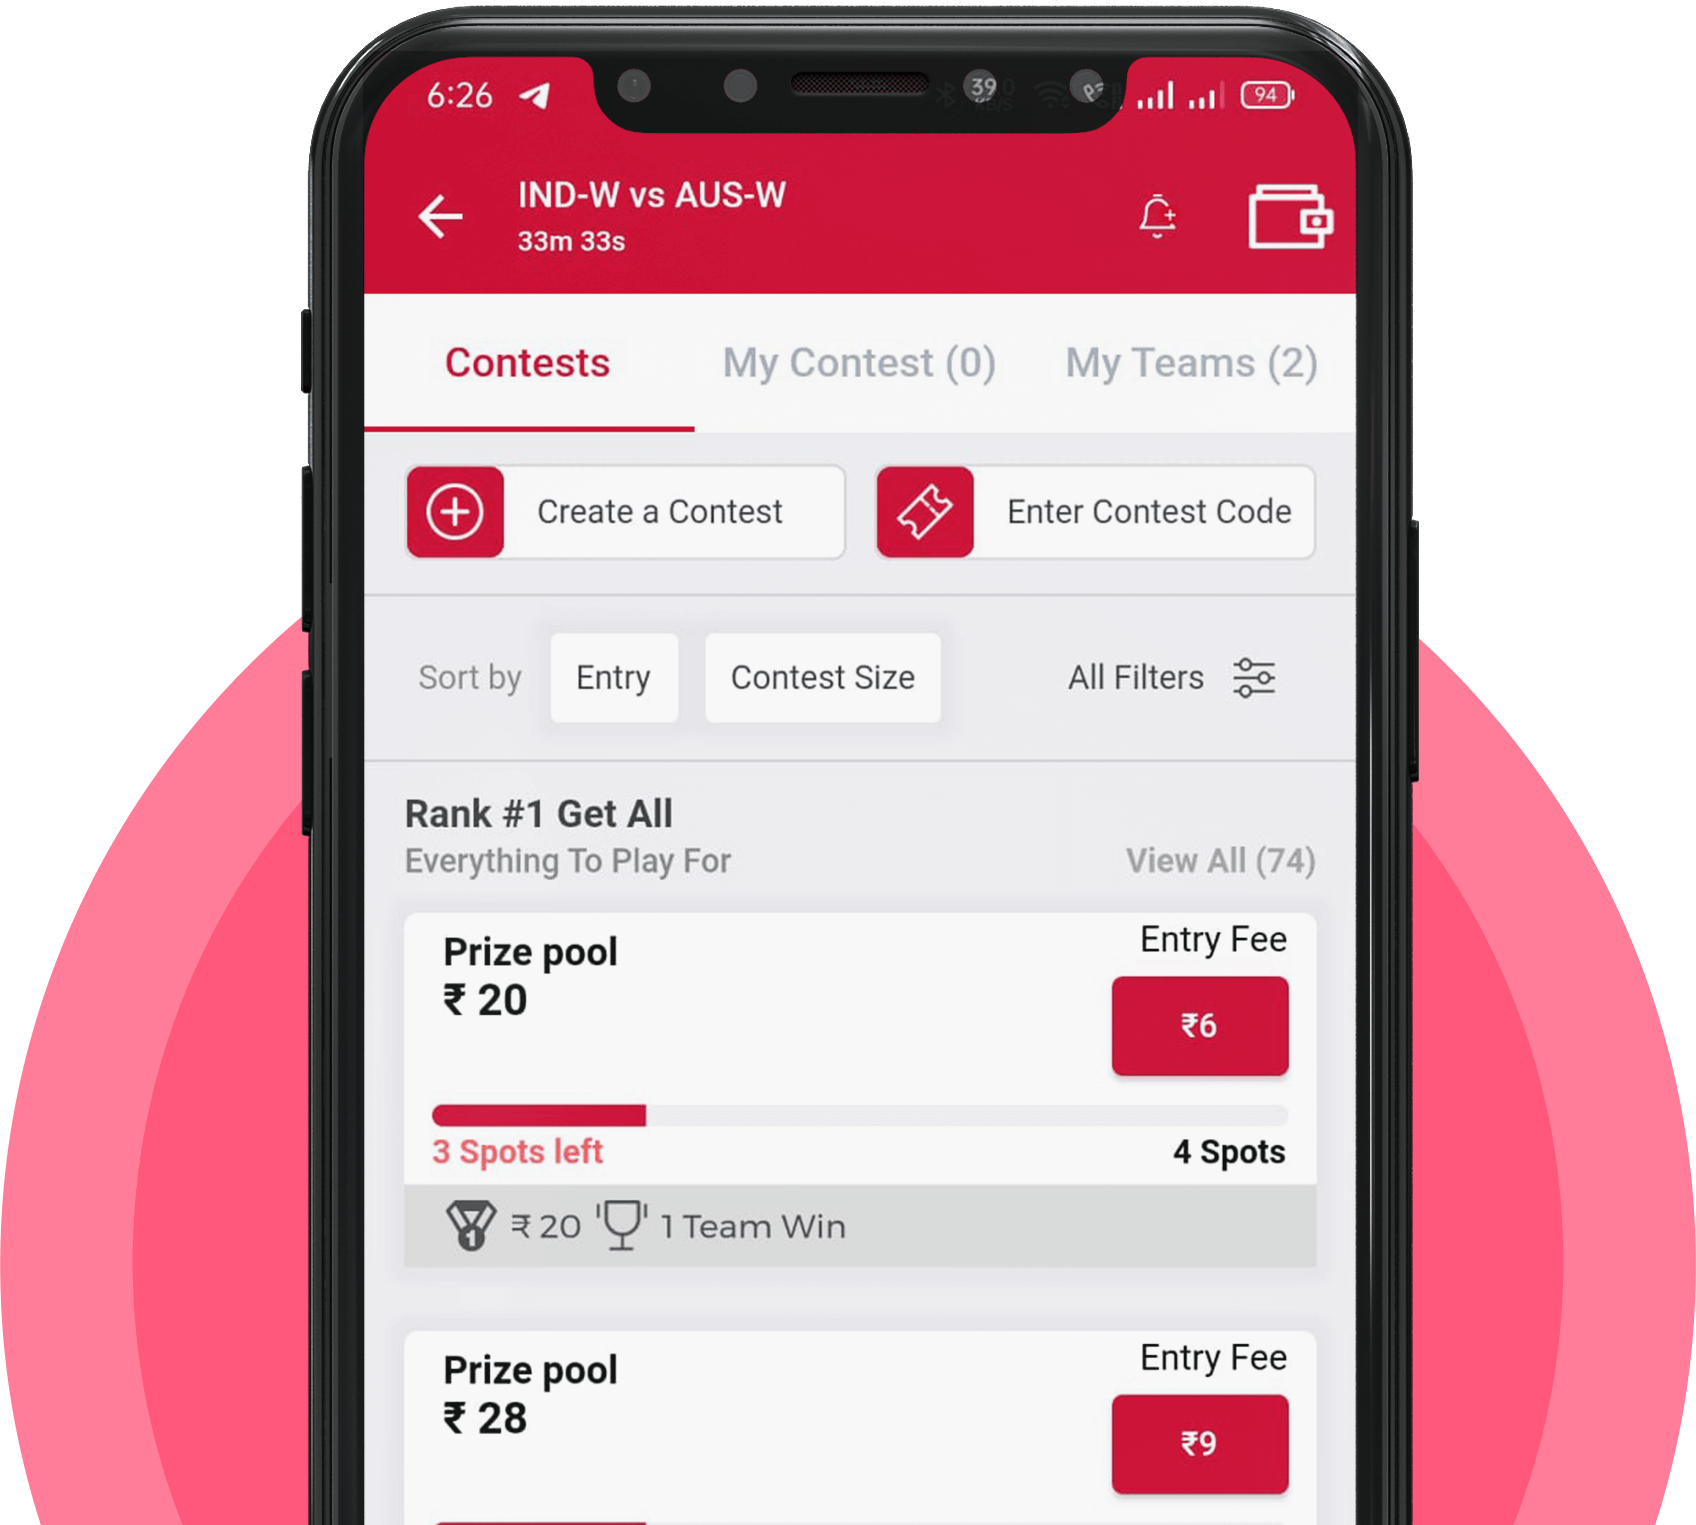 6:26 39 94
IND-W vs AUS-W
33m 33s
Contests My Contest (0) My Teams (2)
Create a Contest Enter Contest Code
Sort by Entry Contest Size All Filters
Rank #1 Get All
Everything To Play For View All (74)
Prize pool Entry Fee
₹ 20 ₹6
3 Spots left 4 Spots
1 ₹ 20 1 Team Win
Prize pool Entry Fee
₹ 28 ₹9